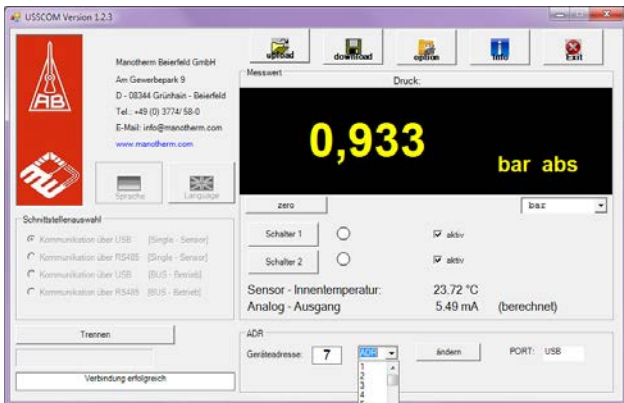 USSCOM Version 1.2.3
Manotherm Beierfeld GmbH
Am Gewerbepark 9
D - 08344 Grünhain - Beierfeld
Tel.: +49 (0) 3774/ 58-0
E-Mail: info@manotherm.com
www.manotherm.com
AB
Sprache
Language
upload
download
option
Info
Exit
Messwert
Druck:
0,933
bar abs
zero
bar
Schnittstellenauswahl
Kommunikation über USB [Single - Sensor]
Kommunikation über RS485 [Single - Sensor]
Kommunikation über USB [BUS - Betrieb]
Kommunikation über RS485 [BUS - Betrieb]
Schalter 1
aktiv
Schalter 2
aktiv
Sensor - Innentemperatur: 23.72 °C
Analog - Ausgang 5.49 mA (berechnet)
Trennen
Verbindung erfolgreich
ADR
Geräteadresse: 7
ADR
ändern
PORT: USB
1
2
3
4